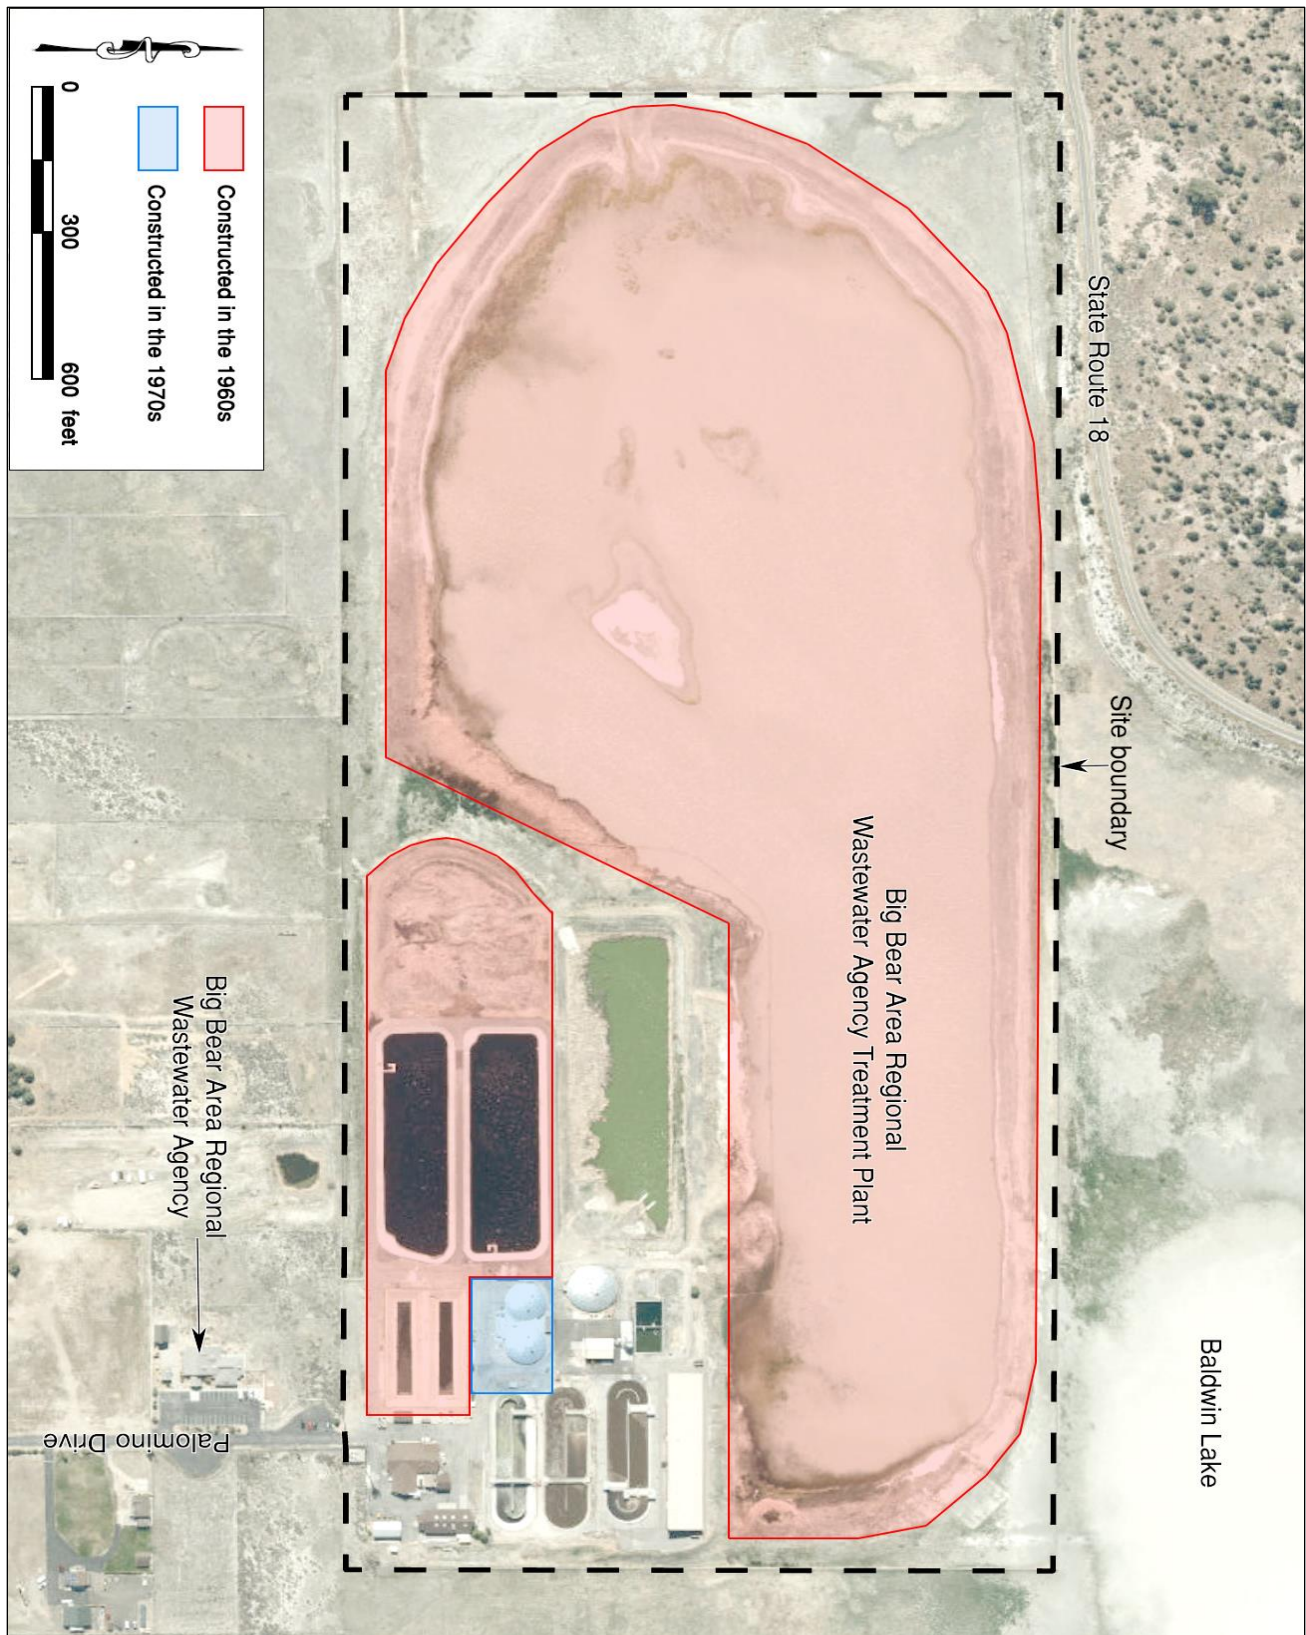 State Route 18
Site boundary
Baldwin Lake
Big Bear Area Regional
Wastewater Agency Treatment Plant
Big Bear Area Regional
Wastewater Agency
Palomino Drive
N
Constructed in the 1960s
Constructed in the 1970s
0 300 600 feet